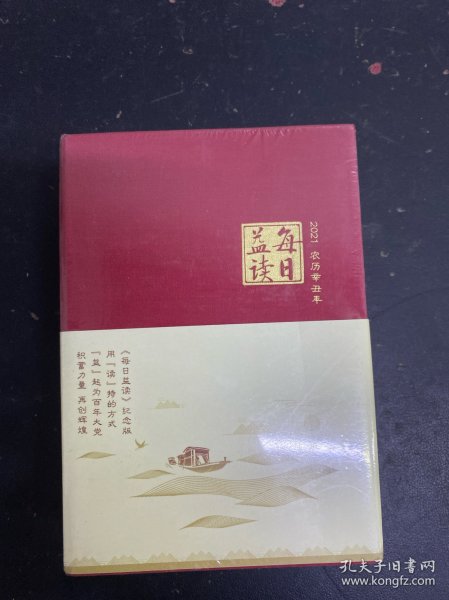 2021 农历辛丑年
每日
益读
《每日益读》纪念版
用“读”特的方式
“益”起为百年大党
积蓄力量 再创辉煌
孔夫子旧书网
www.kongfz.com